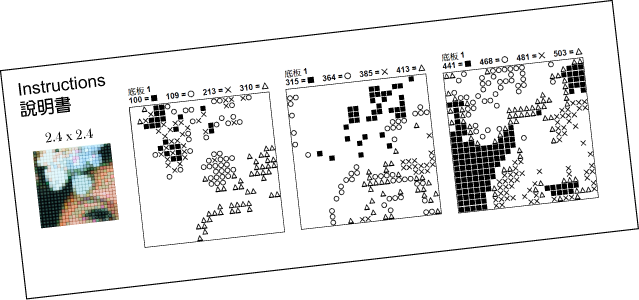 Instructions
說明書
2.4 x 2.4
底板 1
100 = ■ 109 = ○ 213 = ✕ 310 = △
底板 1
315 = ■ 364 = ○ 385 = ✕ 413 = △
底板 1
441 = ■ 468 = ○ 481 = ✕ 503 = △